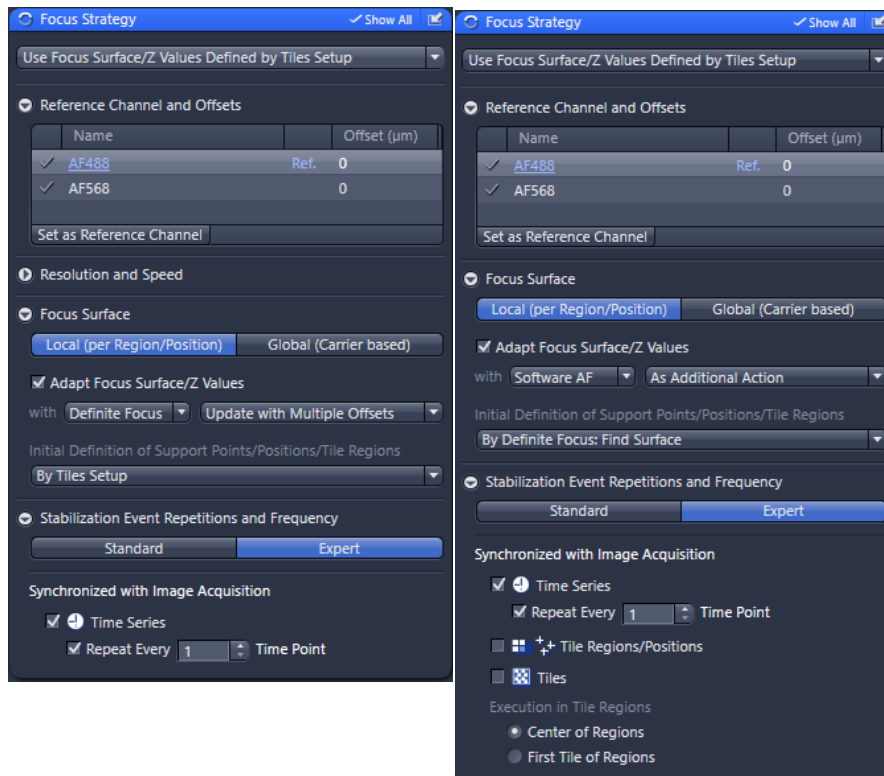 Focus Strategy
Show All
Use Focus Surface/Z Values Defined by Tiles Setup
Reference Channel and Offsets
Name Offset (µm)
AF488 Ref. 0
AF568 0
Set as Reference Channel
Resolution and Speed
Focus Surface
Local (per Region/Position) Global (Carrier based)
Adapt Focus Surface/Z Values
with Definite Focus Update with Multiple Offsets
Initial Definition of Support Points/Positions/Tile Regions
By Tiles Setup
Stabilization Event Repetitions and Frequency
Standard Expert
Synchronized with Image Acquisition
Time Series
Repeat Every 1 Time Point
Focus Strategy
Show All
Use Focus Surface/Z Values Defined by Tiles Setup
Reference Channel and Offsets
Name Offset (µm)
AF488 Ref. 0
AF568 0
Set as Reference Channel
Focus Surface
Local (per Region/Position) Global (Carrier based)
Adapt Focus Surface/Z Values
with Software AF As Additional Action
Initial Definition of Support Points/Positions/Tile Regions
By Definite Focus: Find Surface
Stabilization Event Repetitions and Frequency
Standard Expert
Synchronized with Image Acquisition
Time Series
Repeat Every 1 Time Point
Tile Regions/Positions
Tiles
Execution in Tile Regions
Center of Regions
First Tile of Regions